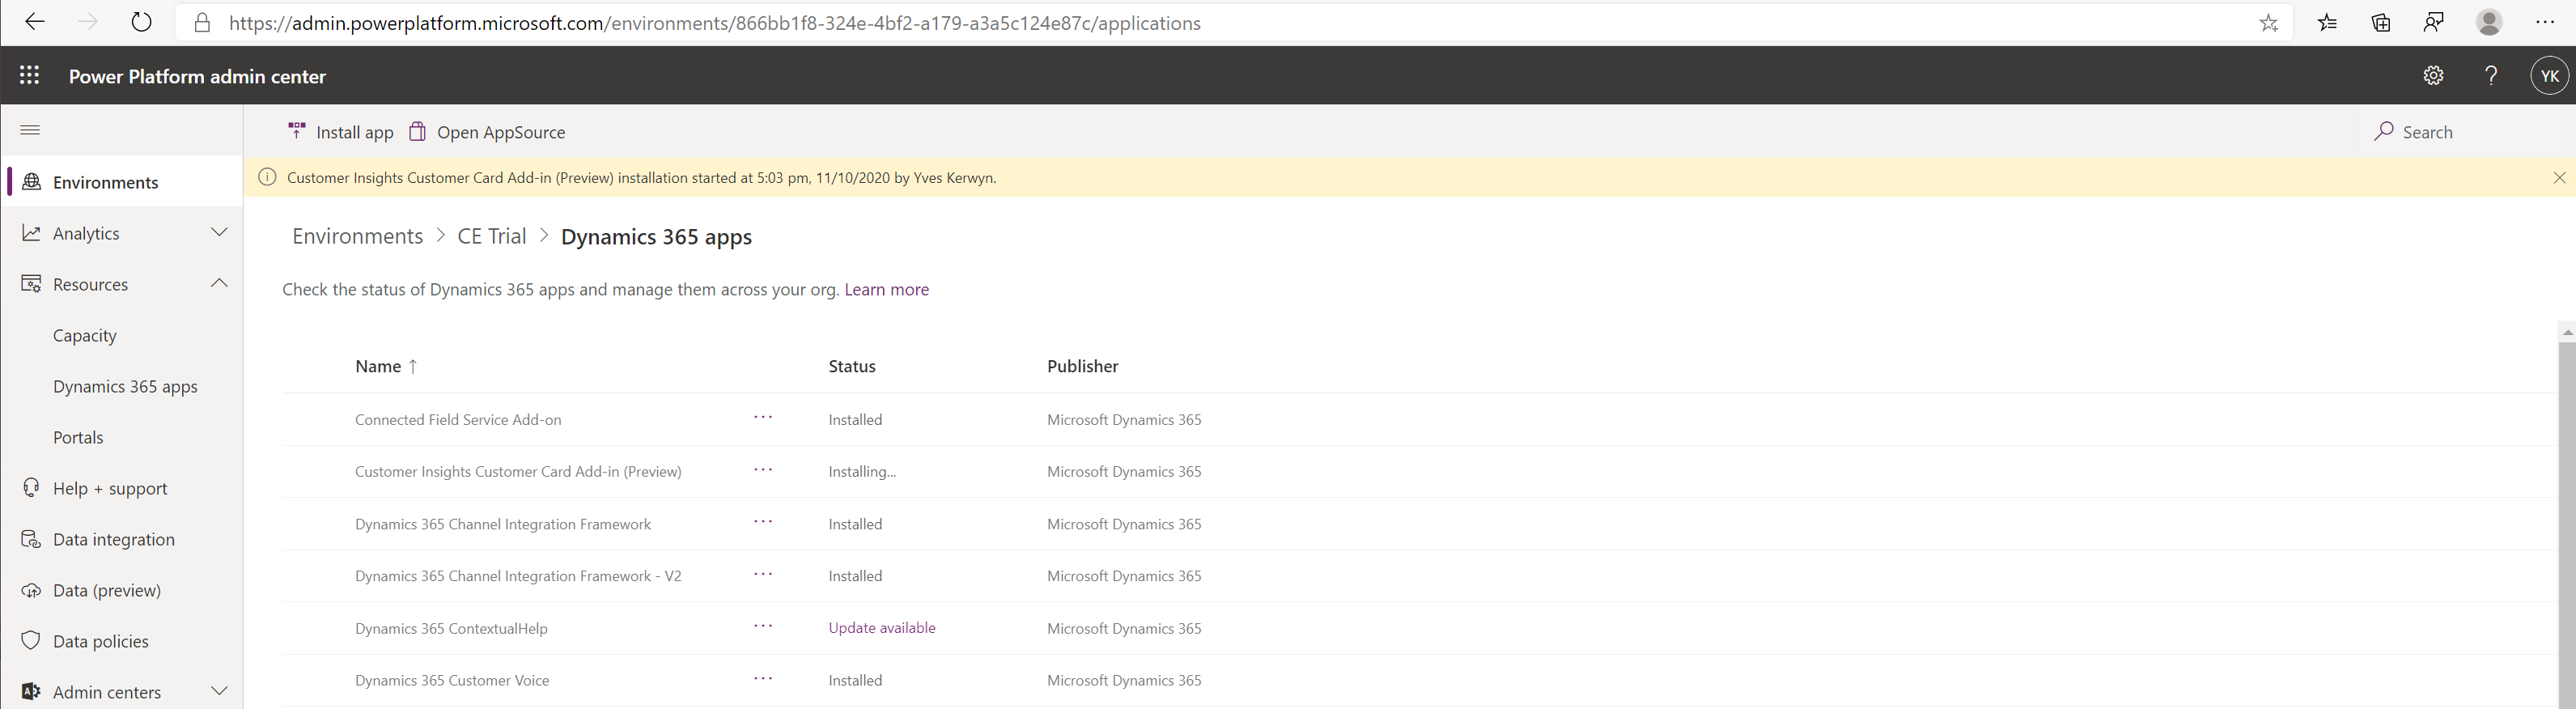 https://admin.powerplatform.microsoft.com/environments/866bb1f8-324e-4bf2-a179-a3a5c124e87c/applications
Power Platform admin center
YK
Install app
Open AppSource
Search
Customer Insights Customer Card Add-in (Preview) installation started at 5:03 pm, 11/10/2020 by Yves Kerwyn.
Environments
Analytics
Resources
Capacity
Dynamics 365 apps
Portals
Help + support
Data integration
Data (preview)
Data policies
Admin centers
Environments > CE Trial > Dynamics 365 apps
Check the status of Dynamics 365 apps and manage them across your org. Learn more
Name ↑ Status Publisher
Connected Field Service Add-on ··· Installed Microsoft Dynamics 365
Customer Insights Customer Card Add-in (Preview) ··· Installing... Microsoft Dynamics 365
Dynamics 365 Channel Integration Framework ··· Installed Microsoft Dynamics 365
Dynamics 365 Channel Integration Framework - V2 ··· Installed Microsoft Dynamics 365
Dynamics 365 ContextualHelp ··· Update available Microsoft Dynamics 365
Dynamics 365 Customer Voice ··· Installed Microsoft Dynamics 365